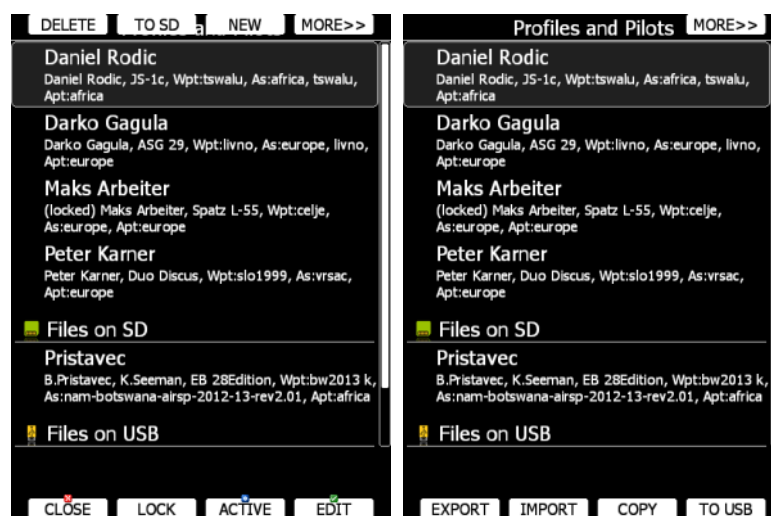 DELETE TO SD NEW MORE>>
Profiles and Pilots
Daniel Rodic
Daniel Rodic, JS-1c, Wpt:tswalu, As:africa, tswalu,
Apt:africa
Darko Gagula
Darko Gagula, ASG 29, Wpt:livno, As:europe, livno,
Apt:europe
Maks Arbeiter
(locked) Maks Arbeiter, Spatz L-55, Wpt:celje,
As:europe, Apt:europe
Peter Karner
Peter Karner, Duo Discus, Wpt:slo1999, As:vrsac,
Apt:europe
Files on SD
Pristavec
B.Pristavec, K.Seeman, EB 28Edition, Wpt:bw2013 k,
As:nam-botswana-airsp-2012-13-rev2.01, Apt:africa
Files on USB
CLOSE LOCK ACTIVE EDIT
Profiles and Pilots MORE>>
Daniel Rodic
Daniel Rodic, JS-1c, Wpt:tswalu, As:africa, tswalu,
Apt:africa
Darko Gagula
Darko Gagula, ASG 29, Wpt:livno, As:europe, livno,
Apt:europe
Maks Arbeiter
(locked) Maks Arbeiter, Spatz L-55, Wpt:celje,
As:europe, Apt:europe
Peter Karner
Peter Karner, Duo Discus, Wpt:slo1999, As:vrsac,
Apt:europe
Files on SD
Pristavec
B.Pristavec, K.Seeman, EB 28Edition, Wpt:bw2013 k,
As:nam-botswana-airsp-2012-13-rev2.01, Apt:africa
Files on USB
EXPORT IMPORT COPY TO USB